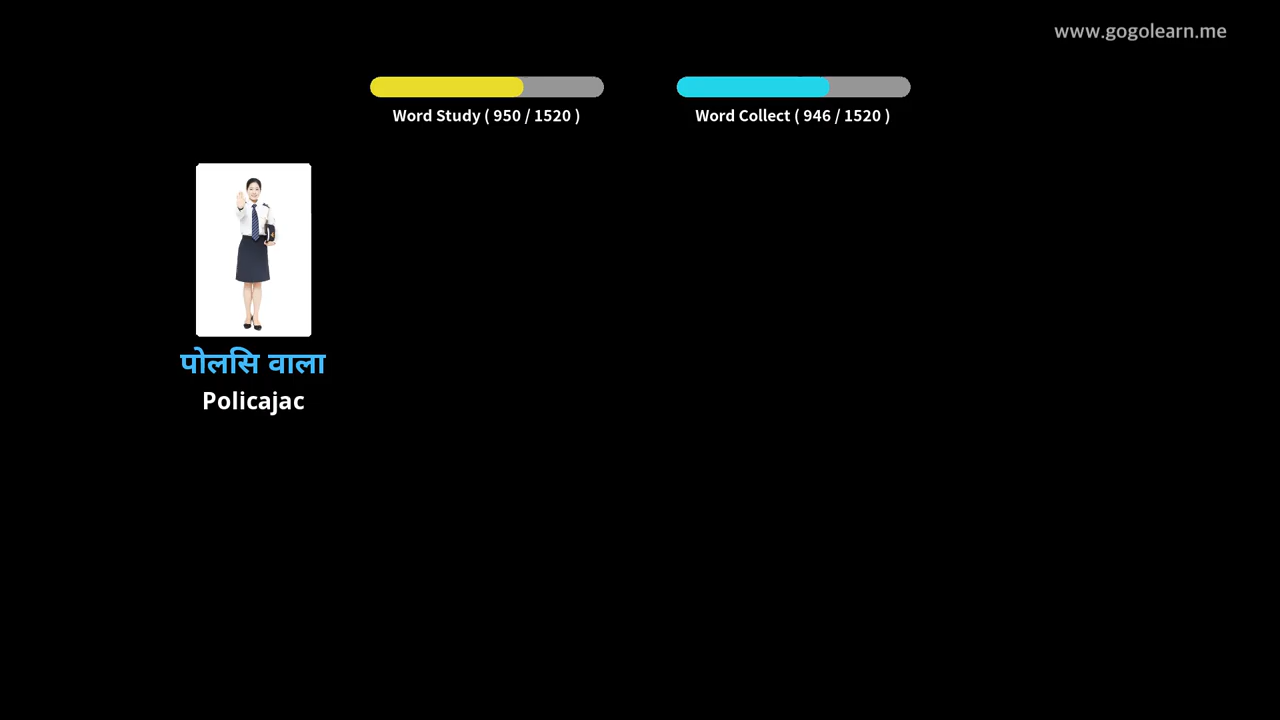 www.gogolearn.me
Word Study ( 950 / 1520 )
Word Collect ( 946 / 1520 )
पोलसि वाला
Policajac